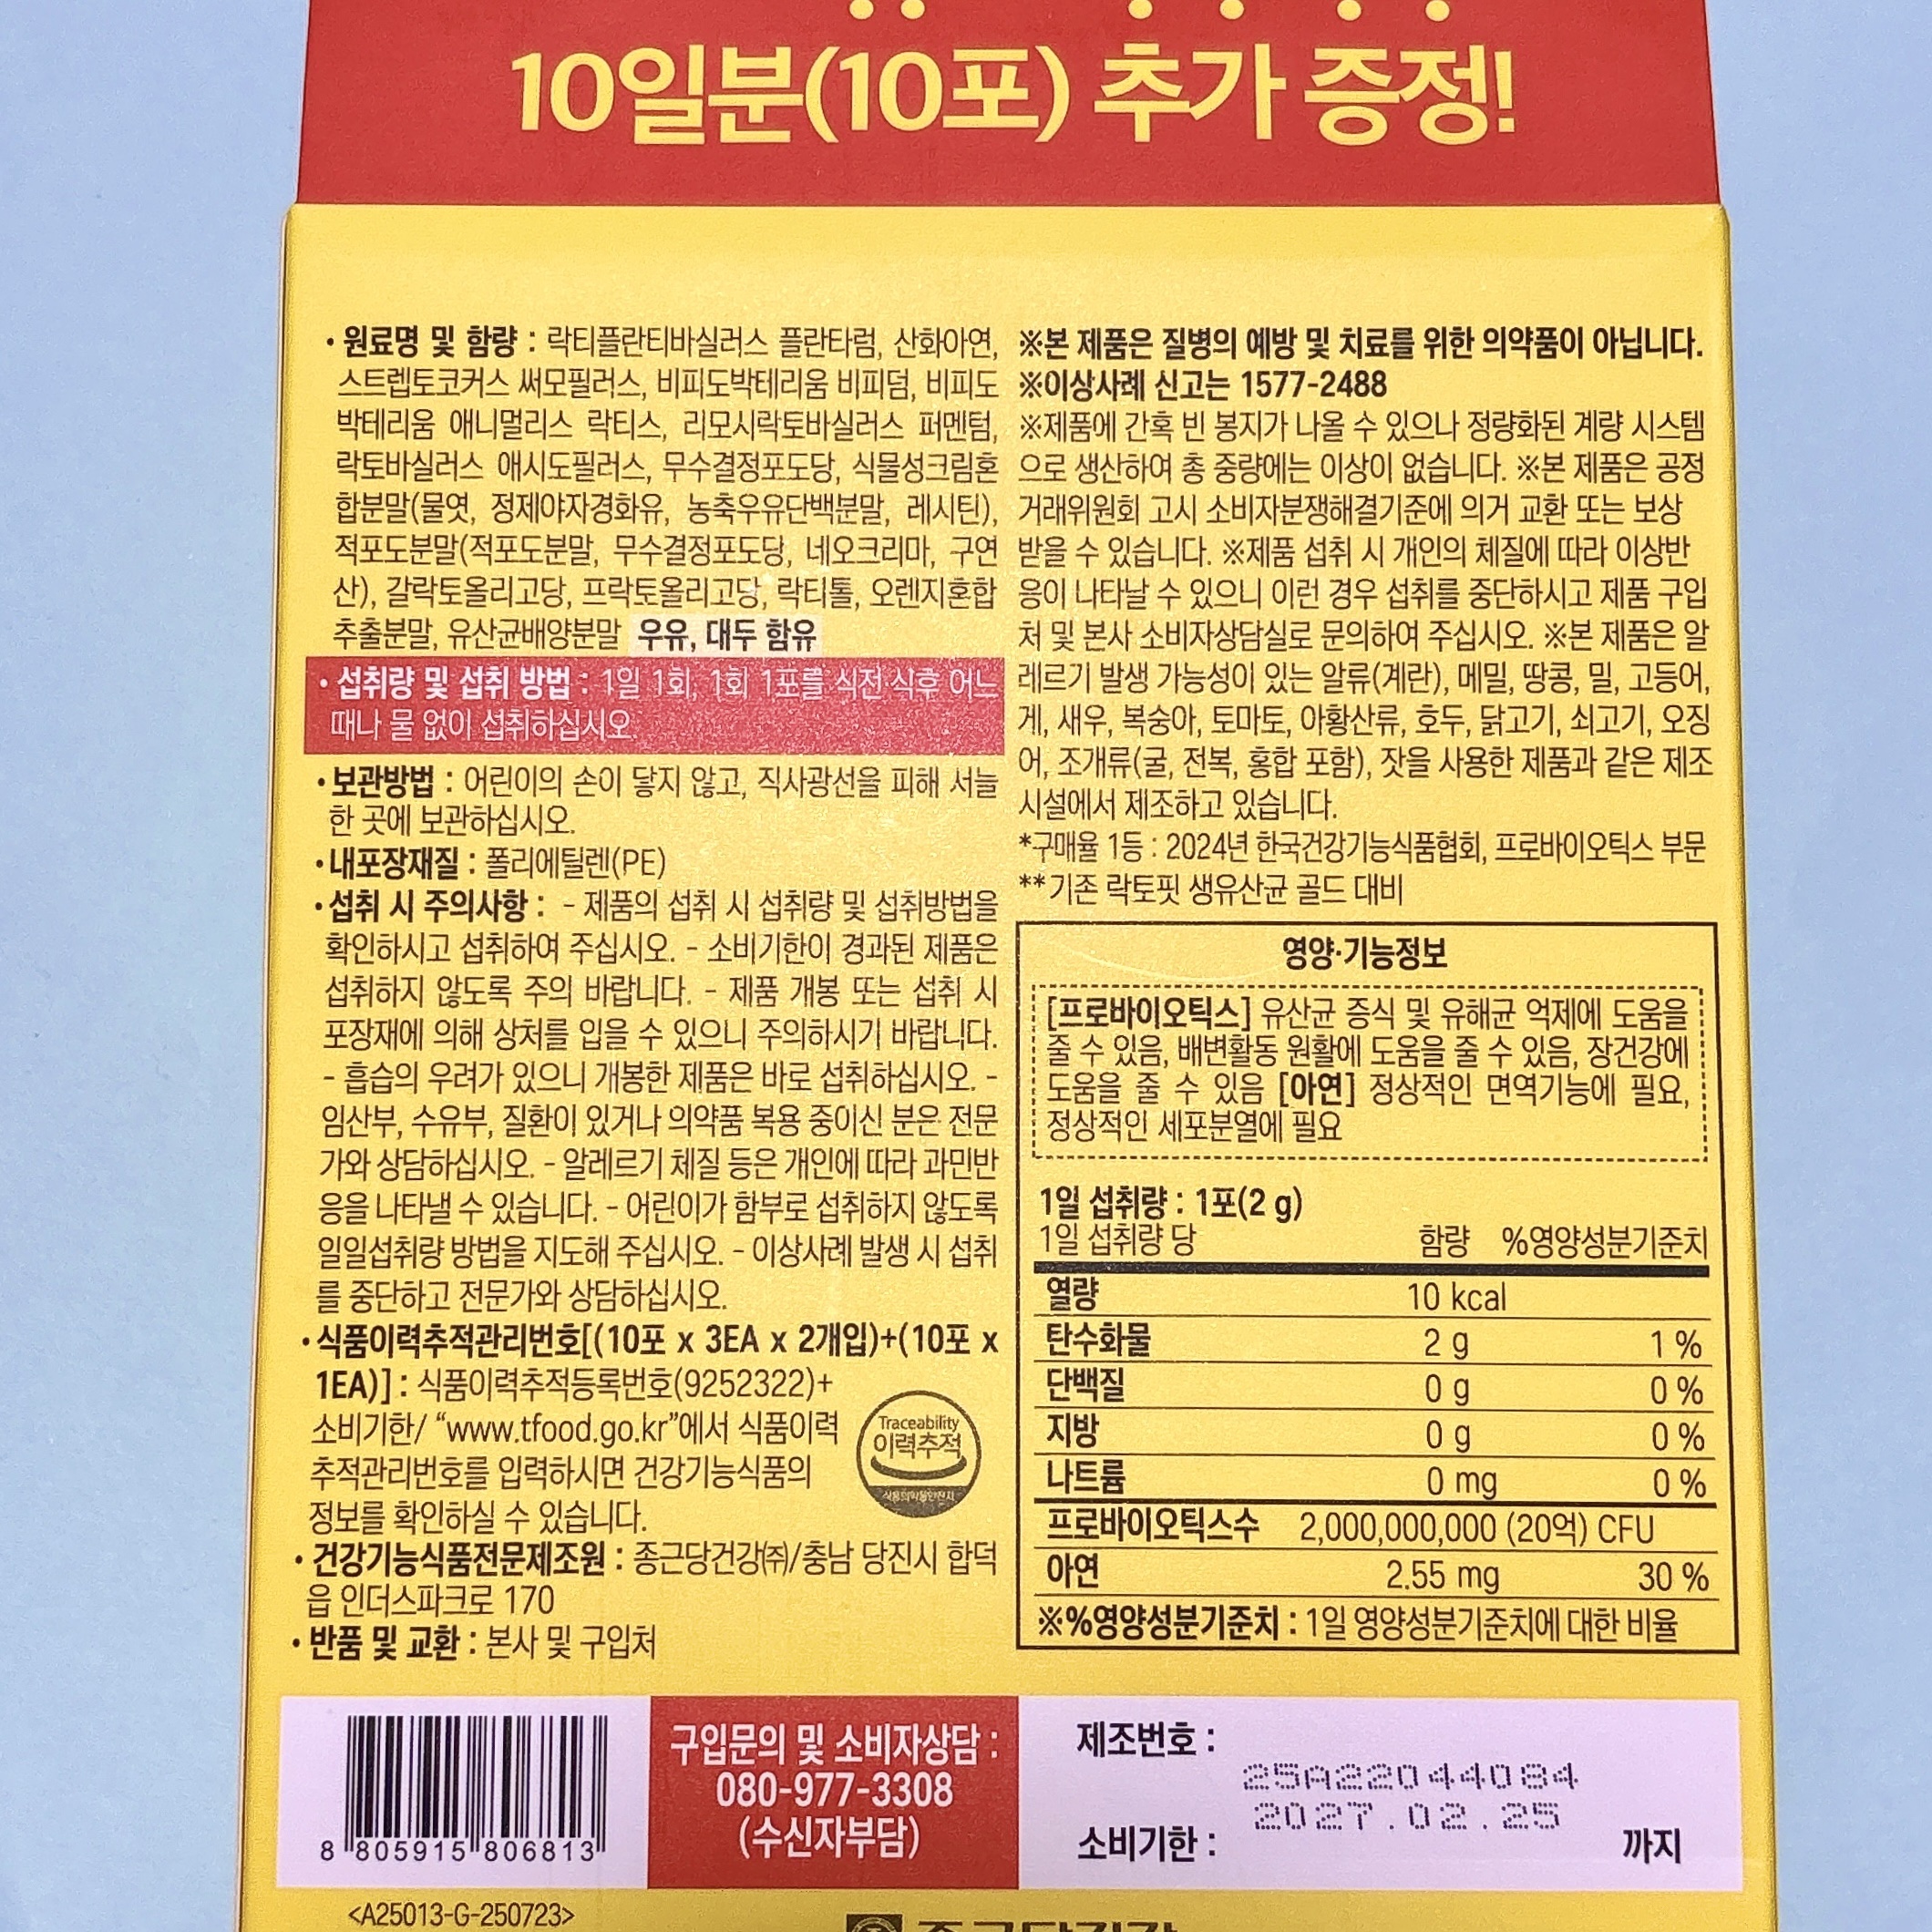 10일분(10포) 추가 증정!
• 원료명 및 함량 : 락티플란티바실러스 플란타럼, 산화아연,
스트렙토코커스 써모필러스, 비피도박테리움 비피덤, 비피도
박테리움 애니멀리스 락티스, 리모시락토바실러스 퍼멘텀,
락토바실러스 애시도필러스, 무수결정포도당, 식물성크림혼
합분말(물엿, 정제야자경화유, 농축우유단백분말, 레시틴),
적포도분말(적포도분말, 무수결정포도당, 네오크리마, 구연
산), 갈락토올리고당, 프락토올리고당, 락티톨, 오렌지혼합
추출분말, 유산균배양분말 우유, 대두 함유
• 섭취량 및 섭취 방법 : 1일 1회, 1회 1포를 식전·식후 어느
때나 물 없이 섭취하십시오.
• 보관방법 : 어린이의 손이 닿지 않고, 직사광선을 피해 서늘
한 곳에 보관하십시오.
• 내포장재질 : 폴리에틸렌(PE)
• 섭취 시 주의사항 : - 제품의 섭취 시 섭취량 및 섭취방법을
확인하시고 섭취하여 주십시오. - 소비기한이 경과된 제품은
섭취하지 않도록 주의 바랍니다. - 제품 개봉 또는 섭취 시
포장재에 의해 상처를 입을 수 있으니 주의하시기 바랍니다.
- 흡습의 우려가 있으니 개봉한 제품은 바로 섭취하십시오. -
임산부, 수유부, 질환이 있거나 의약품 복용 중이신 분은 전문
가와 상담하십시오. - 알레르기 체질 등은 개인에 따라 과민반
응을 나타낼 수 있습니다. - 어린이가 함부로 섭취하지 않도록
일일섭취량 방법을 지도해 주십시오. - 이상사례 발생 시 섭취
를 중단하고 전문가와 상담하십시오.
• 식품이력추적관리번호[(10포 x 3EA x 2개입)+(10포 x
1EA)] : 식품이력추적등록번호(9252322)+
소비기한/ “www.tfood.go.kr”에서 식품이력
추적관리번호를 입력하시면 건강기능식품의
정보를 확인하실 수 있습니다.
Traceability
이력추적
식품의약품안전처
• 건강기능식품전문제조원 : 종근당건강㈜/충남 당진시 합덕
읍 인더스파크로 170
• 반품 및 교환 : 본사 및 구입처
※본 제품은 질병의 예방 및 치료를 위한 의약품이 아닙니다.
※이상사례 신고는 1577-2488
※제품에 간혹 빈 봉지가 나올 수 있으나 정량화된 계량 시스템
으로 생산하여 총 중량에는 이상이 없습니다. ※본 제품은 공정
거래위원회 고시 소비자분쟁해결기준에 의거 교환 또는 보상
받을 수 있습니다. ※제품 섭취 시 개인의 체질에 따라 이상반
응이 나타날 수 있으니 이런 경우 섭취를 중단하시고 제품 구입
처 및 본사 소비자상담실로 문의하여 주십시오. ※본 제품은 알
레르기 발생 가능성이 있는 알류(계란), 메밀, 땅콩, 밀, 고등어,
게, 새우, 복숭아, 토마토, 아황산류, 호두, 닭고기, 쇠고기, 오징
어, 조개류(굴, 전복, 홍합 포함), 잣을 사용한 제품과 같은 제조
시설에서 제조하고 있습니다.
*구매율 1등 : 2024년 한국건강기능식품협회, 프로바이오틱스 부문
**기존 락토핏 생유산균 골드 대비
영양·기능정보
[프로바이오틱스] 유산균 증식 및 유해균 억제에 도움을
줄 수 있음, 배변활동 원활에 도움을 줄 수 있음, 장건강에
도움을 줄 수 있음 [아연] 정상적인 면역기능에 필요,
정상적인 세포분열에 필요
1일 섭취량 : 1포(2 g)
1일 섭취량 당 함량 %영양성분기준치
열량 10 kcal
탄수화물 2 g 1 %
단백질 0 g 0 %
지방 0 g 0 %
나트륨 0 mg 0 %
프로바이오틱스수 2,000,000,000 (20억) CFU
아연 2.55 mg 30 %
※%영양성분기준치 : 1일 영양성분기준치에 대한 비율
8 805915 806813
구입문의 및 소비자상담 :
080-977-3308
(수신자부담)
제조번호 :
25A22044084
2027.02.25
소비기한 : 까지
<A25013-G-250723>